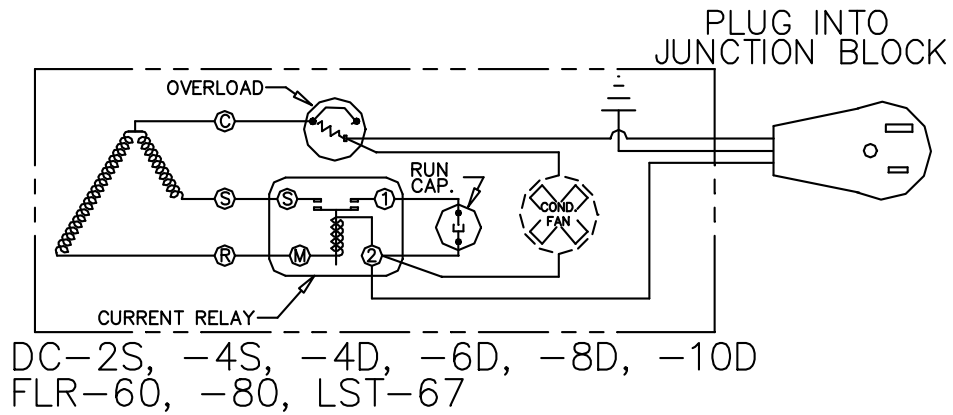 PLUG INTO
JUNCTION BLOCK
OVERLOAD
C
RUN
CAP.
S S 1
COND.
FAN
R M 2
CURRENT RELAY
DC-2S, -4S, -4D, -6D, -8D, -10D
FLR-60, -80, LST-67